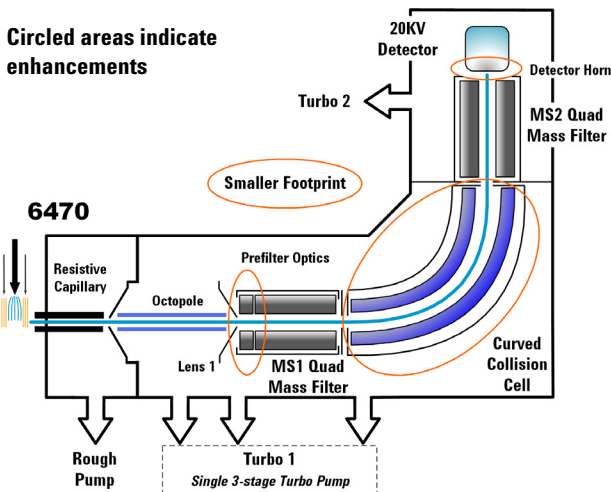 Circled areas indicate
enhancements
20KV
Detector
Detector Horn
Turbo 2
MS2 Quad
Mass Filter
Smaller Footprint
6470
Prefilter Optics
Resistive
Capillary
Octopole
Lens 1
MS1 Quad
Mass Filter
Curved
Collision
Cell
Rough
Pump
Turbo 1
Single 3-stage Turbo Pump